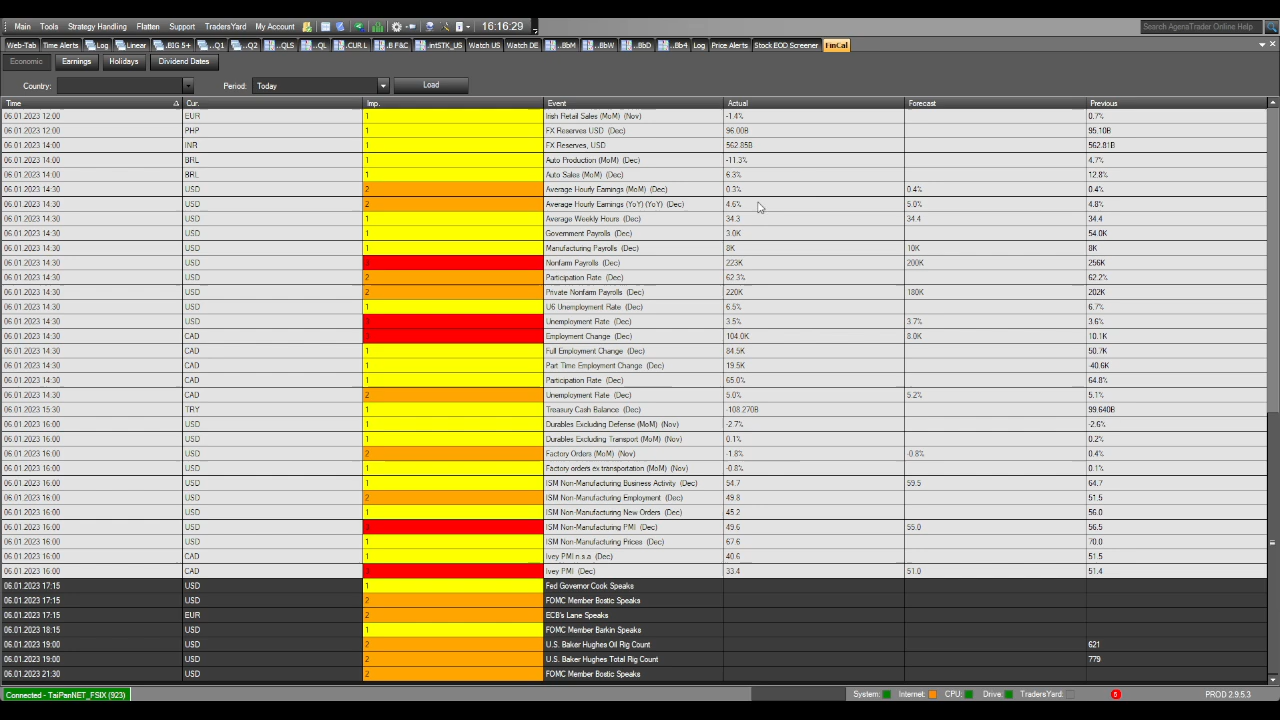 Main Tools Strategy Handling Flatten Support TradersYard My Account 16:16:29 Search AgenaTrader Online Help
Web-Tab Time Alerts Log Linear .BIG 5+ ..Q1 ..Q2 ..QLS ..QL .CUR L .B F&C .intSTK_US Watch US Watch DE ..BbM ..BbW ..BbD ..Bb4 Log Price Alerts Stock EOD Screener FinCal
Economic Earnings Holidays Dividend Dates
Country: Period: Today Load
Time Cur. Imp. Event Actual Forecast Previous
06.01.2023 12:00 EUR 1 Irish Retail Sales (MoM) (Nov) -1.4% 0.7%
06.01.2023 12:00 PHP 1 FX Reserves USD (Dec) 96.00B 95.10B
06.01.2023 14:00 INR 1 FX Reserves, USD 562.85B 562.81B
06.01.2023 14:00 BRL 1 Auto Production (MoM) (Dec) -11.3% 4.7%
06.01.2023 14:00 BRL 1 Auto Sales (MoM) (Dec) 6.3% 12.8%
06.01.2023 14:30 USD 2 Average Hourly Earnings (MoM) (Dec) 0.3% 0.4% 0.4%
06.01.2023 14:30 USD 2 Average Hourly Earnings (YoY) (YoY) (Dec) 4.6% 5.0% 4.8%
06.01.2023 14:30 USD 1 Average Weekly Hours (Dec) 34.3 34.4 34.4
06.01.2023 14:30 USD 1 Government Payrolls (Dec) 3.0K 54.0K
06.01.2023 14:30 USD 1 Manufacturing Payrolls (Dec) 8K 10K 8K
06.01.2023 14:30 USD 3 Nonfarm Payrolls (Dec) 223K 200K 256K
06.01.2023 14:30 USD 2 Participation Rate (Dec) 62.3% 62.2%
06.01.2023 14:30 USD 2 Private Nonfarm Payrolls (Dec) 220K 180K 202K
06.01.2023 14:30 USD 1 U6 Unemployment Rate (Dec) 6.5% 6.7%
06.01.2023 14:30 USD 3 Unemployment Rate (Dec) 3.5% 3.7% 3.6%
06.01.2023 14:30 CAD 3 Employment Change (Dec) 104.0K 8.0K 10.1K
06.01.2023 14:30 CAD 1 Full Employment Change (Dec) 84.5K 50.7K
06.01.2023 14:30 CAD 1 Part Time Employment Change (Dec) 19.5K -40.6K
06.01.2023 14:30 CAD 1 Participation Rate (Dec) 65.0% 64.8%
06.01.2023 14:30 CAD 2 Unemployment Rate (Dec) 5.0% 5.2% 5.1%
06.01.2023 15:30 TRY 1 Treasury Cash Balance (Dec) -108.270B 99.640B
06.01.2023 16:00 USD 1 Durables Excluding Defense (MoM) (Nov) -2.7% -2.6%
06.01.2023 16:00 USD 1 Durables Excluding Transport (MoM) (Nov) 0.1% 0.2%
06.01.2023 16:00 USD 2 Factory Orders (MoM) (Nov) -1.8% -0.8% 0.4%
06.01.2023 16:00 USD 1 Factory orders ex transportation (MoM) (Nov) -0.8% 0.1%
06.01.2023 16:00 USD 1 ISM Non-Manufacturing Business Activity (Dec) 54.7 59.5 64.7
06.01.2023 16:00 USD 2 ISM Non-Manufacturing Employment (Dec) 49.8 51.5
06.01.2023 16:00 USD 1 ISM Non-Manufacturing New Orders (Dec) 45.2 56.0
06.01.2023 16:00 USD 3 ISM Non-Manufacturing PMI (Dec) 49.6 55.0 56.5
06.01.2023 16:00 USD 1 ISM Non-Manufacturing Prices (Dec) 67.6 70.0
06.01.2023 16:00 CAD 1 Ivey PMI n.s.a (Dec) 40.6 51.5
06.01.2023 16:00 CAD 3 Ivey PMI (Dec) 33.4 51.0 51.4
06.01.2023 17:15 USD 1 Fed Governor Cook Speaks
06.01.2023 17:15 USD 2 FOMC Member Bostic Speaks
06.01.2023 17:15 EUR 2 ECB's Lane Speaks
06.01.2023 18:15 USD 1 FOMC Member Barkin Speaks
06.01.2023 19:00 USD 2 U.S. Baker Hughes Oil Rig Count 621
06.01.2023 19:00 USD 2 U.S. Baker Hughes Total Rig Count 779
06.01.2023 21:30 USD 2 FOMC Member Bostic Speaks
Connected - TaiPanNET_FSIX (923) System: Internet: CPU: Drive: TradersYard: PROD 2.9.5.3